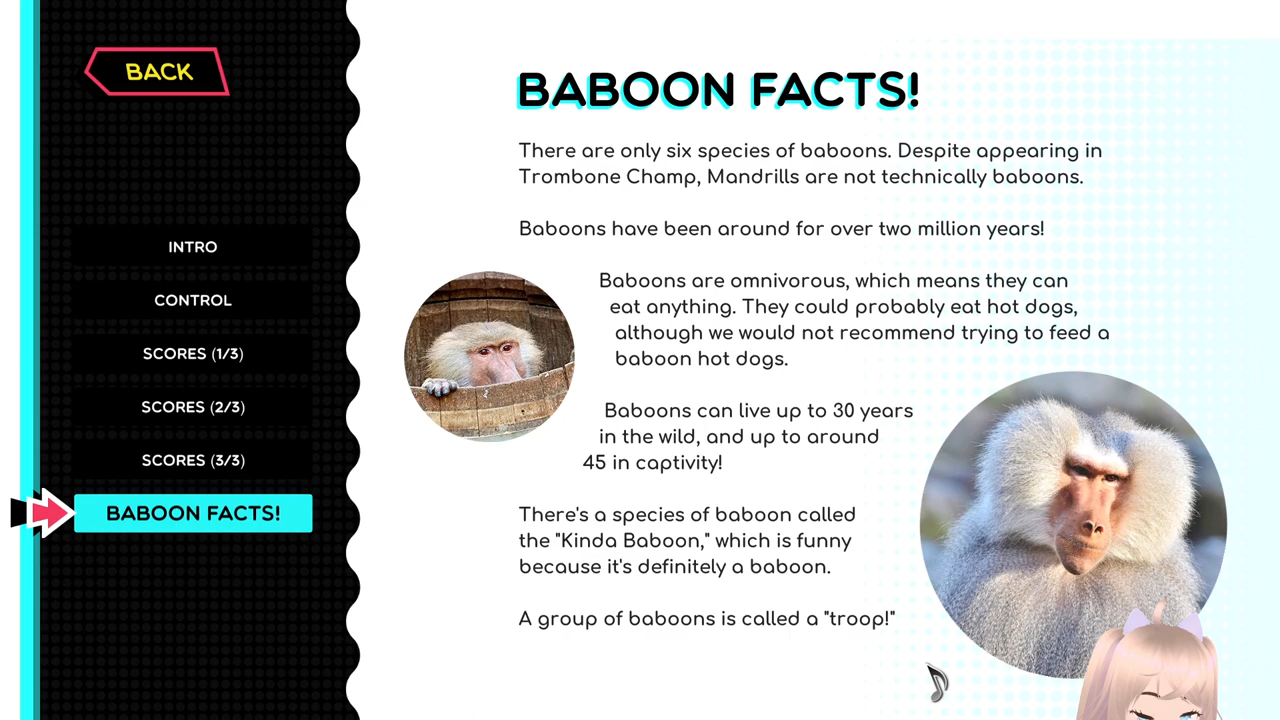 BACK
INTRO
CONTROL
SCORES (1/3)
SCORES (2/3)
SCORES (3/3)
BABOON FACTS!
BABOON FACTS!
There are only six species of baboons. Despite appearing in
Trombone Champ, Mandrills are not technically baboons.
Baboons have been around for over two million years!
Baboons are omnivorous, which means they can
eat anything. They could probably eat hot dogs,
although we would not recommend trying to feed a
baboon hot dogs.
Baboons can live up to 30 years
in the wild, and up to around
45 in captivity!
There's a species of baboon called
the "Kinda Baboon," which is funny
because it's definitely a baboon.
A group of baboons is called a "troop!"